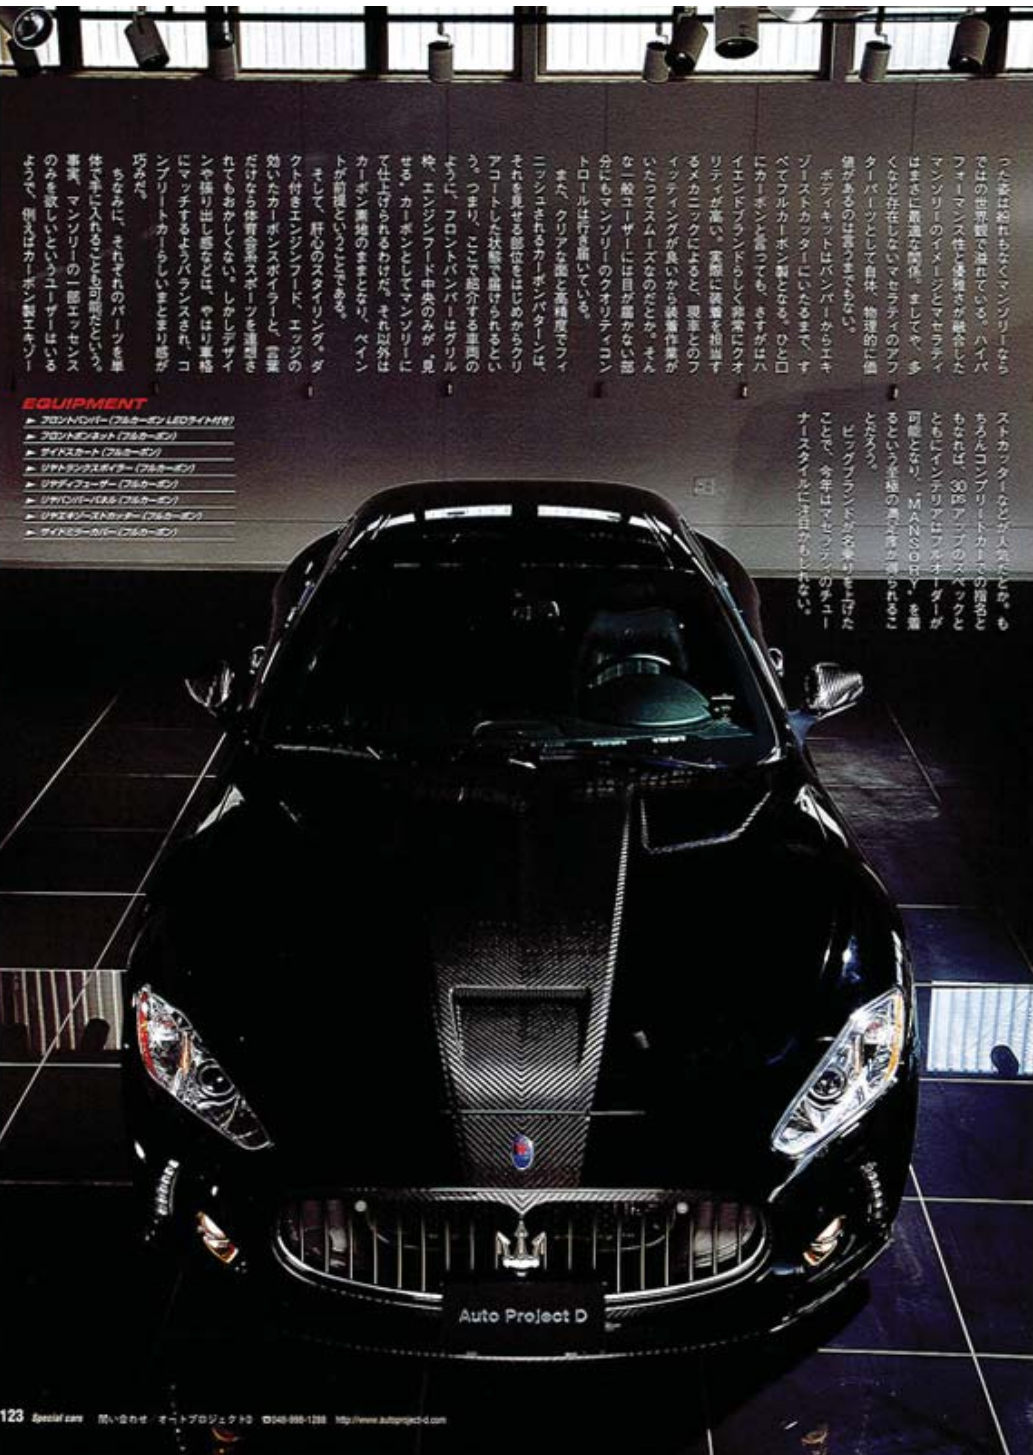 った姿は紛れもなくマンソリーなら
ではの世界観で溢れている。ハイパ
フォーマンス性と優雅さが融合した
マンソリーのイメージとマセラティ
はまさに最適な関係。ましてや、多
くなど存在しないマセラティのアフ
ターパーツとして自体、物理的に価
値があるのは言うまでもない。
ボディキットはバンパーからエキ
ゾーストカッターにいたるまで、す
べてフルカーボン製となる。ひと口
にカーボンと言っても、さすがはハ
イエンドブランドらしく非常にクオ
リティが高い。実際に装着を担当す
るメカニックによると、現車とのフ
ィッティングが良いから装着作業が
いたってスムーズなのだとか。そん
な一般ユーザーには目が届かない部
分にもマンソリーのクオリティコン
トロールは行き届いている。
また、クリアな面と高精度でフィ
ニッシュされるカーボンパターンは、
それを見せる部位をはじめからクリ
アコートした状態で届けられるとい
う。つまり、ここで紹介する車両の
ように、フロントバンパーはグリル
枠、エンジンフード中央のみが“見
せる”カーボンとしてマンソリーに
て仕上げられるわけだ。それ以外は
カーボン素地のままとなり、ペイン
トが前提ということである。
そして、肝心のスタイリング。ダ
クト付きエンジンフード、エッジの
効いたカーボンスポイラーと、言葉
だけなら体育会系スポーツを連想さ
れてもおかしくない。しかしデザイ
ンや張り出し感などは、やはり車格
にマッチするようバランスされ、コ
ンプリートカーらしいまとまり感が
巧みだ。
ちなみに、それぞれのパーツを単
体で手に入れることも可能だという。
事実、マンソリーの一部エッセンス
のみを欲しいというユーザーはいる
ようで、例えばカーボン製エキゾー
ストカッターなどが人気だとか。も
ちろんコンプリートカーでの指名と
もなれば、30psアップのスペックと
ともにインテリアはフルオーダーが
可能となり、“MANSORY”を着
るという至極の満足感が得られるこ
とだろう。
ビッグブランドが名乗りを上げた
ことで、今年はマセラティのチュー
ナースタイルに注目かもしれない。
EQUIPMENT
► フロントバンパー（フルカーボン LEDライト付き）
► フロントボンネット（フルカーボン）
► サイドスカート（フルカーボン）
► リヤトランクスポイラー（フルカーボン）
► リヤディフューザー（フルカーボン）
► リヤバンパーパネル（フルカーボン）
► リヤエキゾーストカッター（フルカーボン）
► サイドミラーカバー（フルカーボン）
Auto Project D
123 Special cars 問い合わせ オートプロジェクトD ☎048-998-1288 http://www.autoproject-d.com